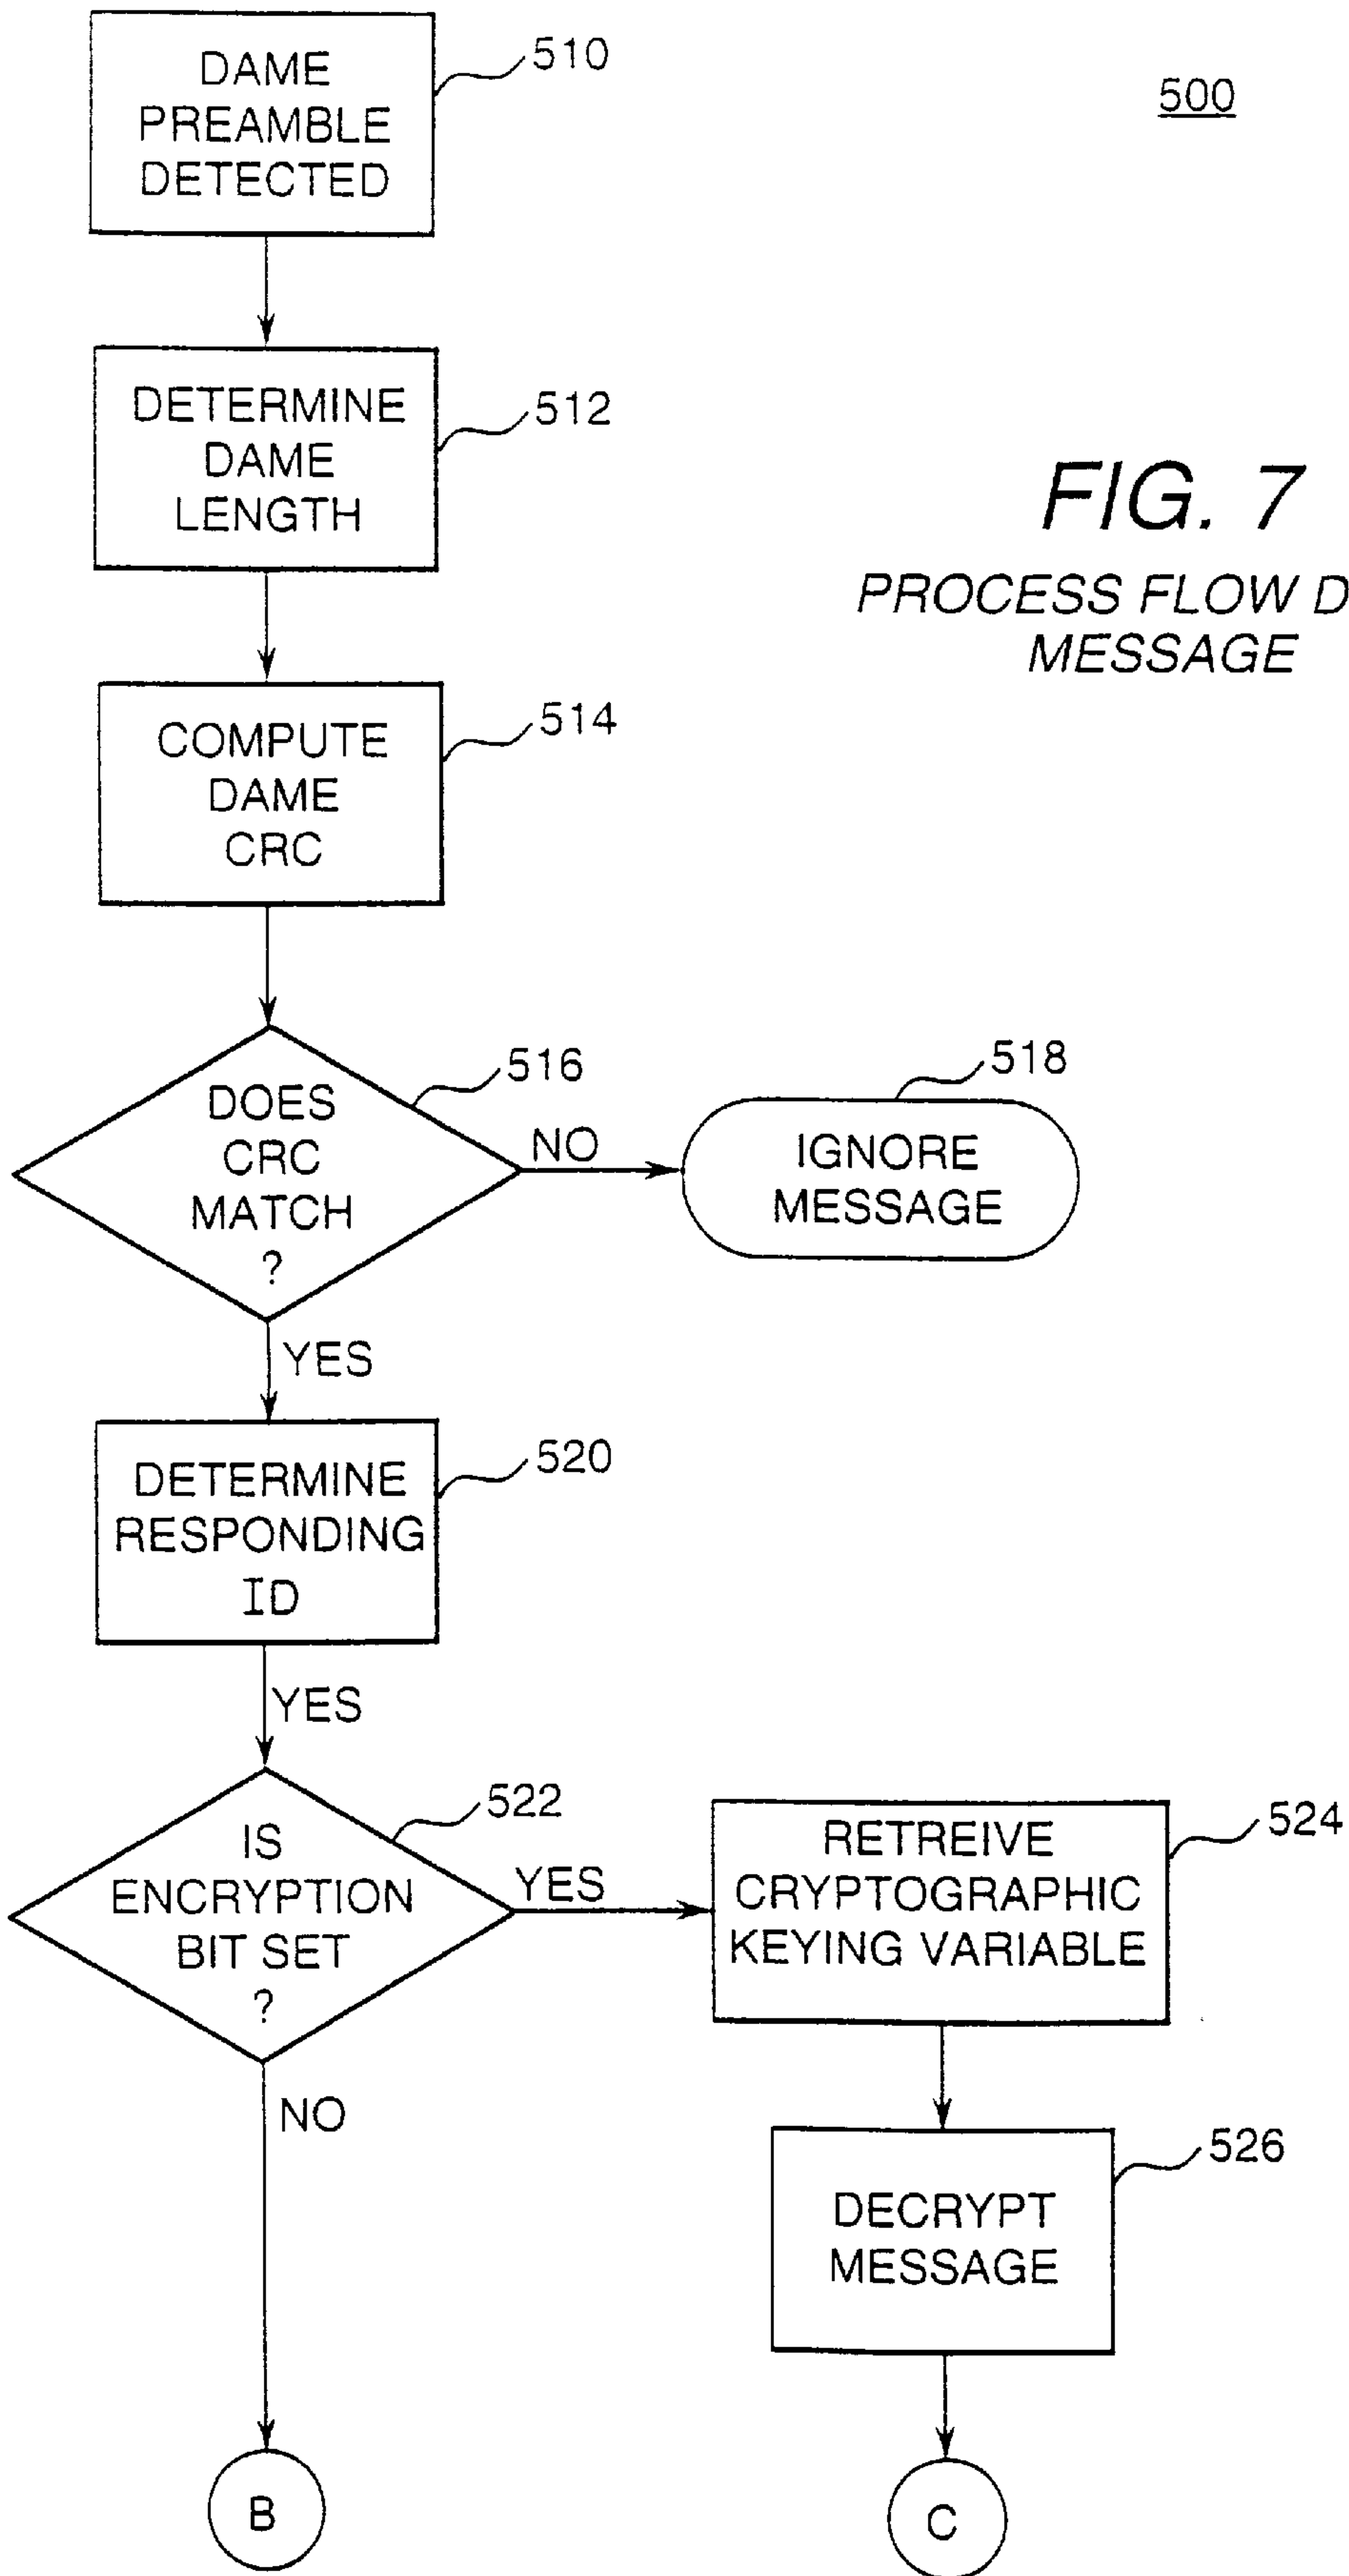 500
DAME
PREAMBLE
DETECTED
510
DETERMINE
DAME
LENGTH
512
FIG. 7
PROCESS FLOW D
MESSAGE
COMPUTE
DAME
CRC
514
DOES
CRC
MATCH
?
516
NO
IGNORE
MESSAGE
518
YES
DETERMINE
RESPONDING
ID
520
YES
IS
ENCRYPTION
BIT SET
?
522
YES
RETREIVE
CRYPTOGRAPHIC
KEYING VARIABLE
524
NO
DECRYPT
MESSAGE
526
B
C